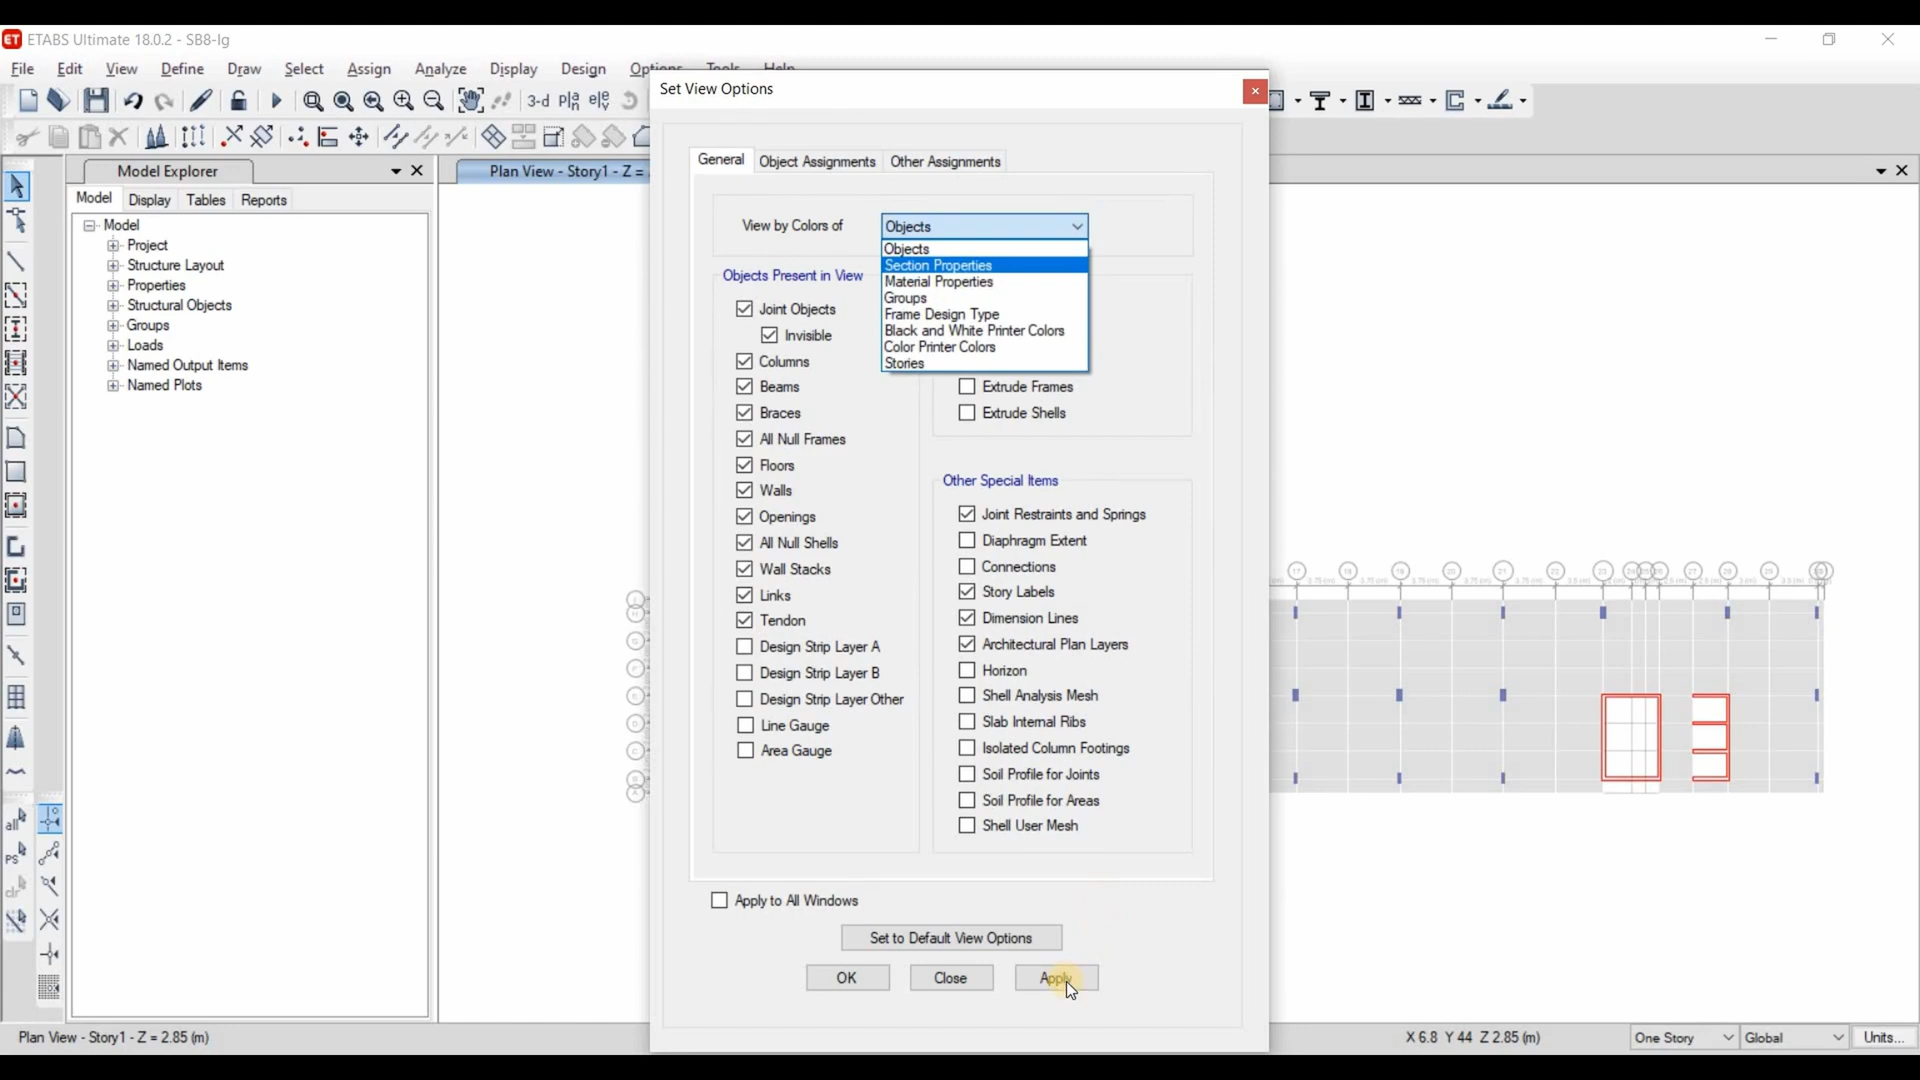 ETABS Ultimate 18.0.2 - SB8-Ig
File Edit View Define Draw Select Assign Analyze Display Design Options Tools Help
Set View Options
3-d
Model Explorer
Plan View - Story1 - Z =
Model Display Tables Reports
Model
Project
Structure Layout
Properties
Structural Objects
Groups
Loads
Named Output Items
Named Plots
General Object Assignments Other Assignments
View by Colors of Objects
Objects
Section Properties
Material Properties
Groups
Frame Design Type
Black and White Printer Colors
Color Printer Colors
Stories
Objects Present in View
Joint Objects
Invisible
Columns
Beams
Braces
All Null Frames
Floors
Walls
Openings
All Null Shells
Wall Stacks
Links
Tendon
Design Strip Layer A
Design Strip Layer B
Design Strip Layer Other
Line Gauge
Area Gauge
Extrude Frames
Extrude Shells
Other Special Items
Joint Restraints and Springs
Diaphragm Extent
Connections
Story Labels
Dimension Lines
Architectural Plan Layers
Horizon
Shell Analysis Mesh
Slab Internal Ribs
Isolated Column Footings
Soil Profile for Joints
Soil Profile for Areas
Shell User Mesh
Apply to All Windows
Set to Default View Options
OK Close Apply
all
PS
clr
Plan View - Story1 - Z = 2.85 (m)
X 6.8 Y 44 Z 2.85 (m)
One Story Global Units...